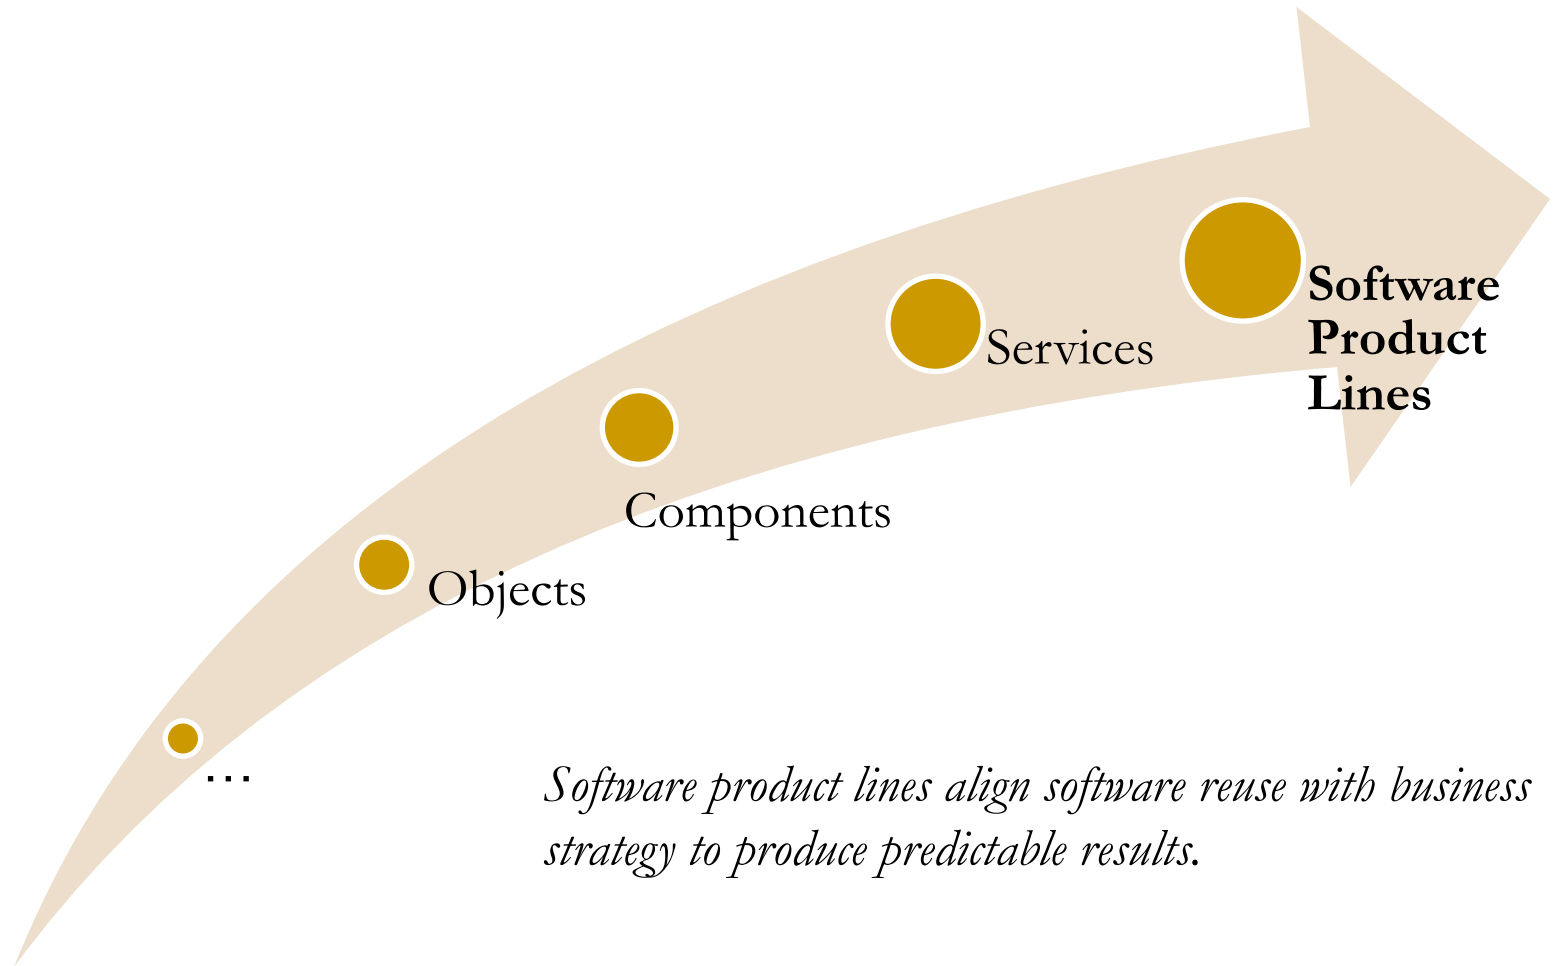 Software
Product
Lines
Services
Components
Objects
...
Software product lines align software reuse with business
strategy to produce predictable results.